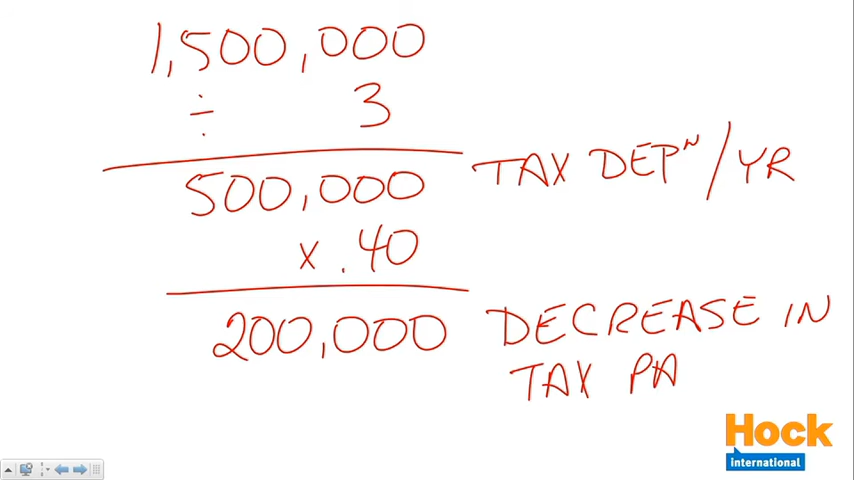 1,500,000
÷ 3
500,000 TAX DEPᴺ/YR
x .40
200,000 DECREASE IN
TAX PA
Hock
international